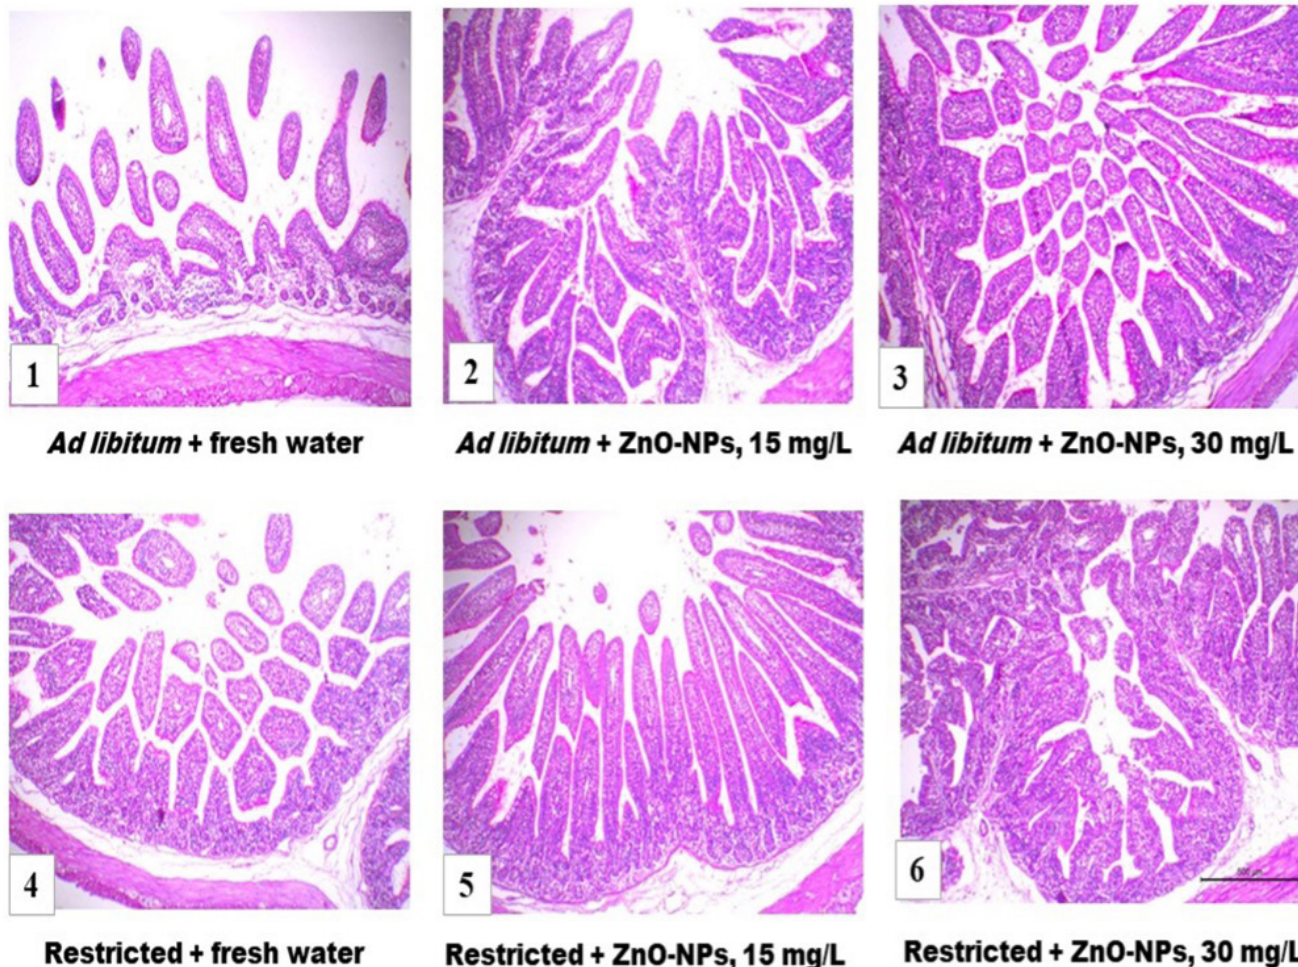 1
2
3
Ad libitum + fresh water
Ad libitum + ZnO-NPs, 15 mg/L
Ad libitum + ZnO-NPs, 30 mg/L
4
5
6
Restricted + fresh water
Restricted + ZnO-NPs, 15 mg/L
Restricted + ZnO-NPs, 30 mg/L